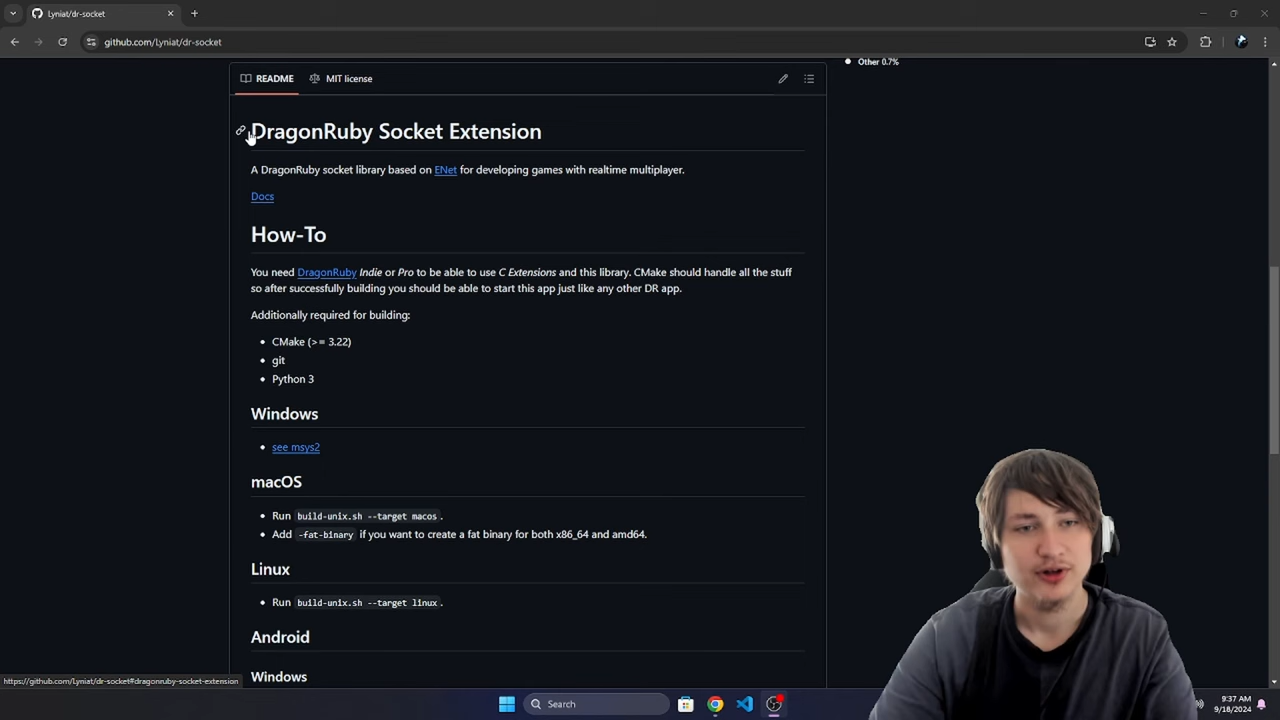 Lyniat/dr-socket
github.com/Lyniat/dr-socket
Other 0.7%
README
MIT license
DragonRuby Socket Extension
A DragonRuby socket library based on ENet for developing games with realtime multiplayer.
Docs
How-To
You need DragonRuby Indie or Pro to be able to use C Extensions and this library. CMake should handle all the stuff
so after successfully building you should be able to start this app just like any other DR app.
Additionally required for building:
CMake (>= 3.22)
git
Python 3
Windows
see msys2
macOS
Run build-unix.sh --target macos.
Add -fat-binary if you want to create a fat binary for both x86_64 and amd64.
Linux
Run build-unix.sh --target linux.
Android
Windows
https://github.com/Lyniat/dr-socket#dragonruby-socket-extension
Search
9:37 AM
9/18/2024